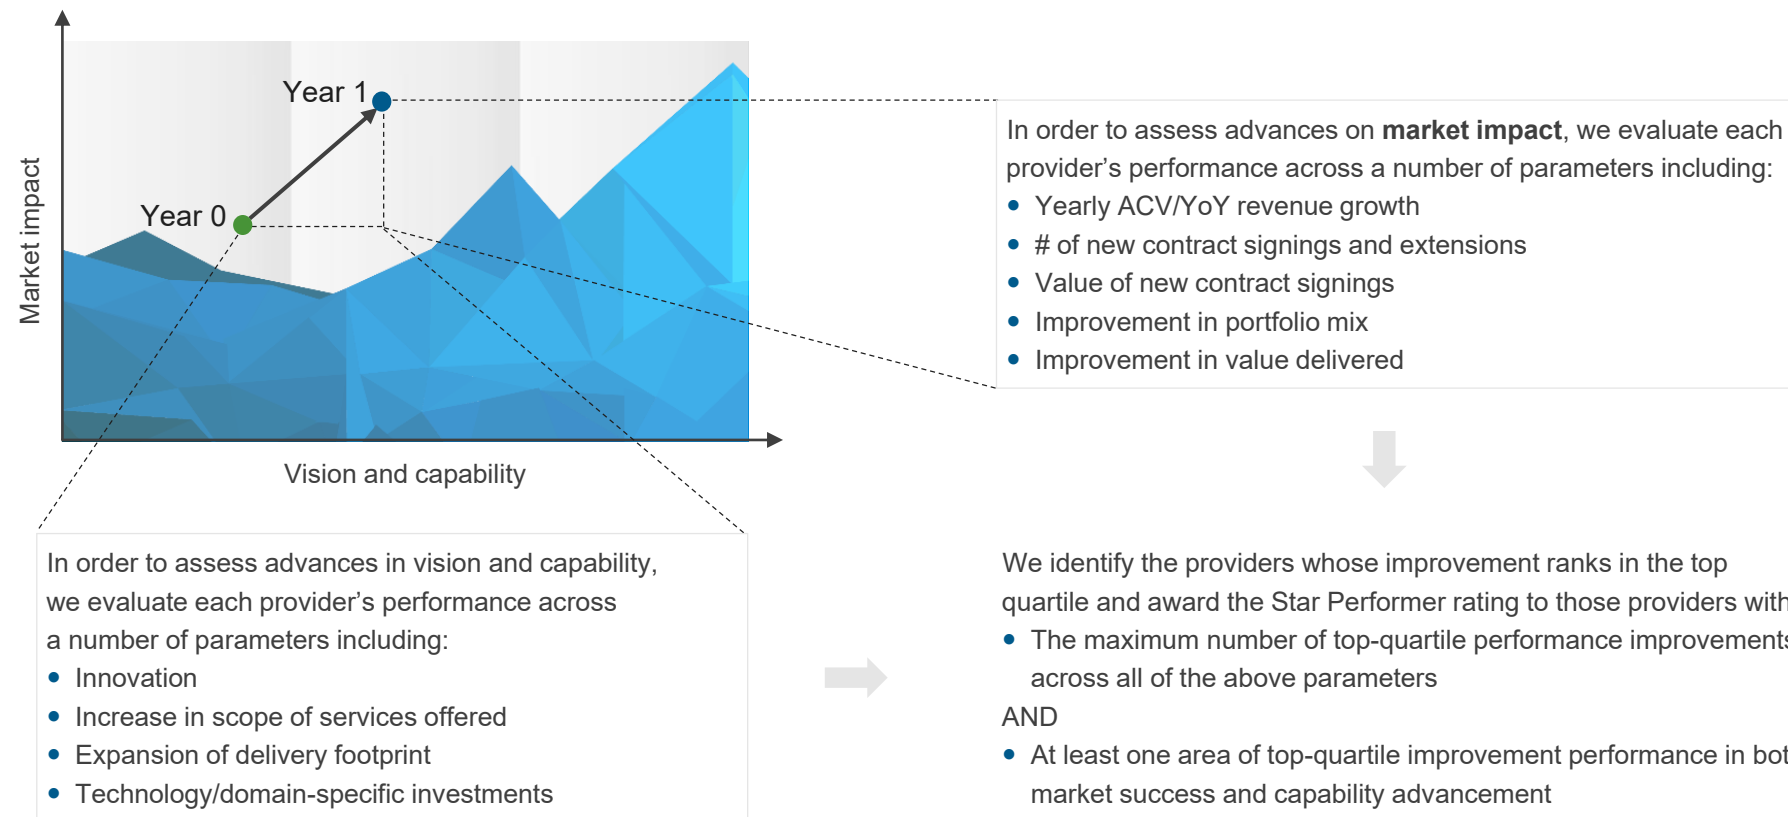 Year 1
Year 0
Market impact
Vision and capability
In order to assess advances on market impact, we evaluate each
provider’s performance across a number of parameters including:
• Yearly ACV/YoY revenue growth
• # of new contract signings and extensions
• Value of new contract signings
• Improvement in portfolio mix
• Improvement in value delivered
In order to assess advances in vision and capability,
we evaluate each provider’s performance across
a number of parameters including:
• Innovation
• Increase in scope of services offered
• Expansion of delivery footprint
• Technology/domain-specific investments
We identify the providers whose improvement ranks in the top
quartile and award the Star Performer rating to those providers with
• The maximum number of top-quartile performance improvements
across all of the above parameters
AND
• At least one area of top-quartile improvement performance in bot
market success and capability advancement